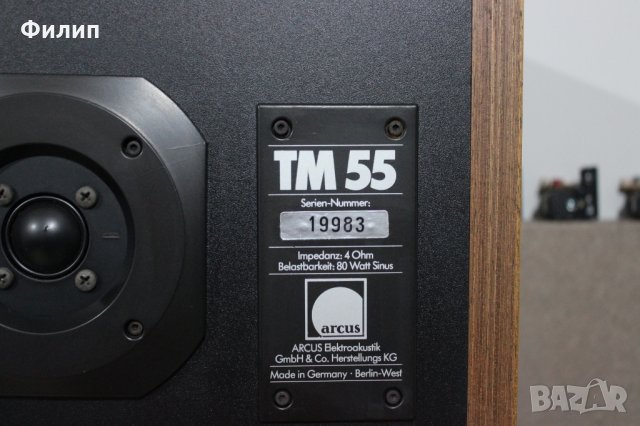 Филип
TM 55
Serien-Nummer:
19983
Impedanz: 4 Ohm
Belastbarkeit: 80 Watt Sinus
arcus
ARCUS Elektroakustik
GmbH & Co. Herstellungs KG
Made in Germany · Berlin-West
BAZAR